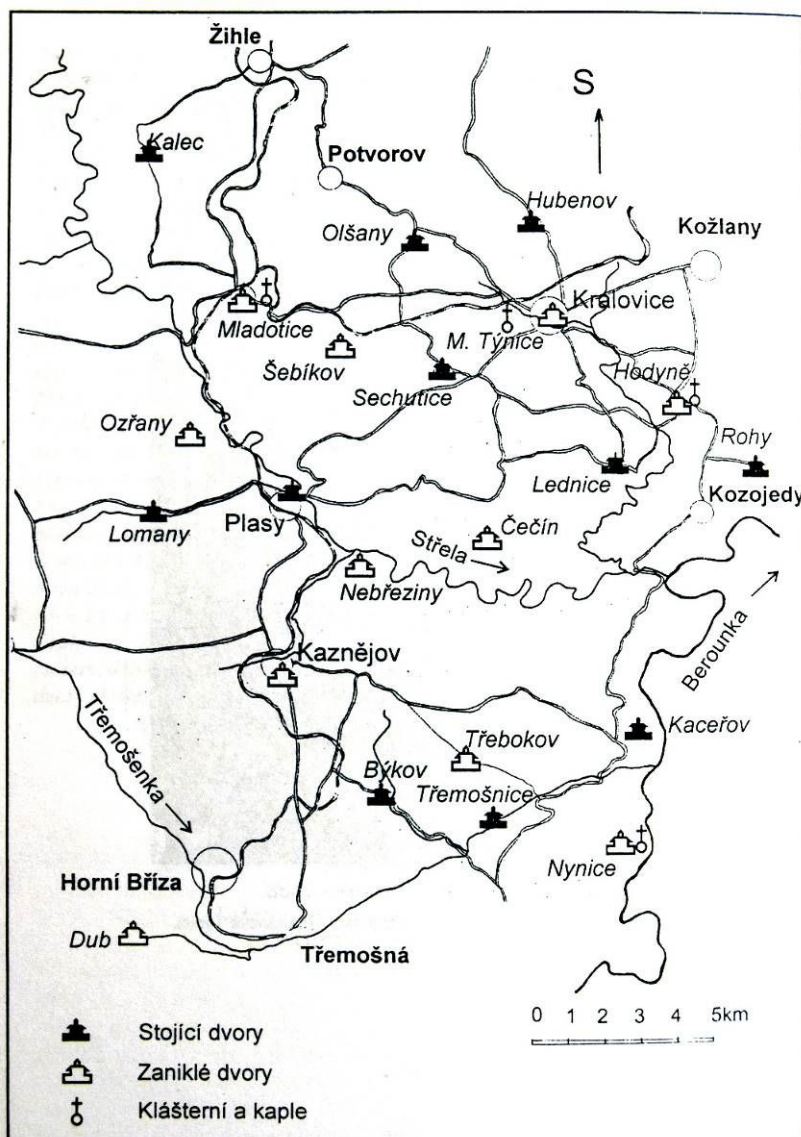 Žihle
S
Kalec
Potvorov
Hubenov
Olšany
Kožlany
Kralovice
Mladotice
M. Týnice
Šebíkov
Sechutice
Hodyně
Ozřany
Rohy
Lednice
Plasy
Kozojedy
Lomany
Čečín
Střela
Nebřeziny
Kaznějov
Berounka
Třemošenka
Třebokov
Kaceřov
Býkov
Třemošnice
Nynice
Horní Bříza
Dub
Třemošná
0 1 2 3 4 5km
Stojící dvory
Zaniklé dvory
Klášterní a kaple